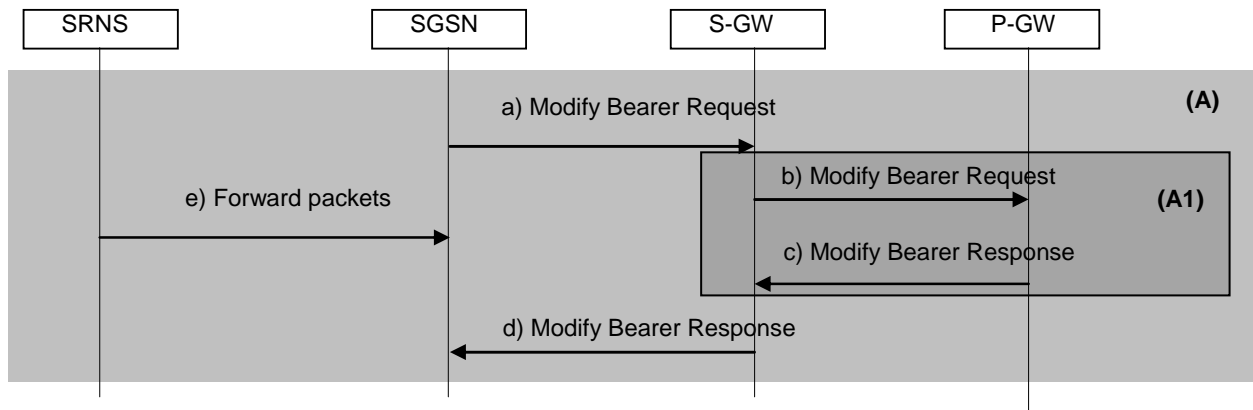 SRNS
SGSN
S-GW
P-GW
a) Modify Bearer Request
(A)
b) Modify Bearer Request
e) Forward packets
(A1)
c) Modify Bearer Response
d) Modify Bearer Response